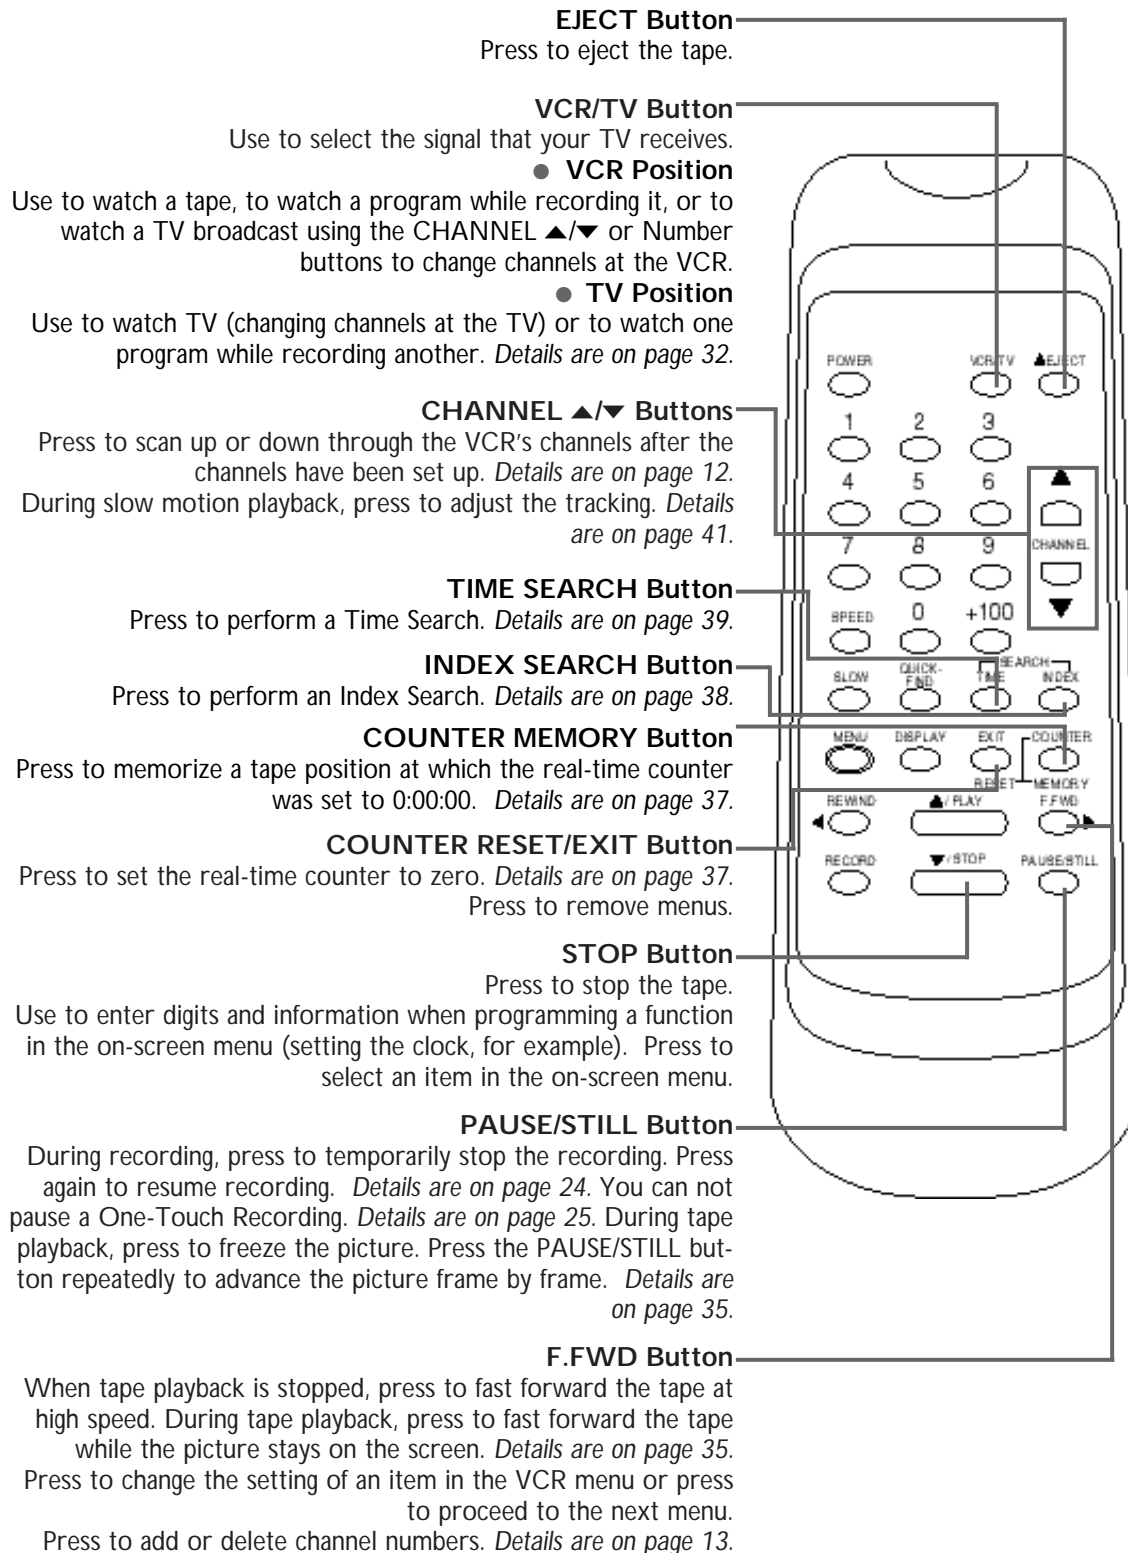 EJECT Button
Press to eject the tape.
VCR/TV Button
Use to select the signal that your TV receives.
● VCR Position
Use to watch a tape, to watch a program while recording it, or to
watch a TV broadcast using the CHANNEL ▲/▼ or Number
buttons to change channels at the VCR.
● TV Position
Use to watch TV (changing channels at the TV) or to watch one
program while recording another. Details are on page 32.
CHANNEL ▲/▼ Buttons
Press to scan up or down through the VCR's channels after the
channels have been set up. Details are on page 12.
During slow motion playback, press to adjust the tracking. Details
are on page 41.
TIME SEARCH Button
Press to perform a Time Search. Details are on page 39.
INDEX SEARCH Button
Press to perform an Index Search. Details are on page 38.
COUNTER MEMORY Button
Press to memorize a tape position at which the real-time counter
was set to 0:00:00. Details are on page 37.
COUNTER RESET/EXIT Button
Press to set the real-time counter to zero. Details are on page 37.
Press to remove menus.
STOP Button
Press to stop the tape.
Use to enter digits and information when programming a function
in the on-screen menu (setting the clock, for example). Press to
select an item in the on-screen menu.
PAUSE/STILL Button
During recording, press to temporarily stop the recording. Press
again to resume recording. Details are on page 24. You can not
pause a One-Touch Recording. Details are on page 25. During tape
playback, press to freeze the picture. Press the PAUSE/STILL but-
ton repeatedly to advance the picture frame by frame. Details are
on page 35.
F.FWD Button
When tape playback is stopped, press to fast forward the tape at
high speed. During tape playback, press to fast forward the tape
while the picture stays on the screen. Details are on page 35.
Press to change the setting of an item in the VCR menu or press
to proceed to the next menu.
Press to add or delete channel numbers. Details are on page 13.
POWER VCR/TV ▲EJECT
1 2 3
4 5 6
▲
7 8 9 CHANNEL
SPEED 0 +100 ▼
SEARCH
SLOW QUICK-FIND TIME INDEX
MENU DISPLAY EXIT COUNTER
RESET MEMORY
REWIND ▲/PLAY F.FWD
◀ ▶
RECORD ▼/STOP PAUSE/STILL